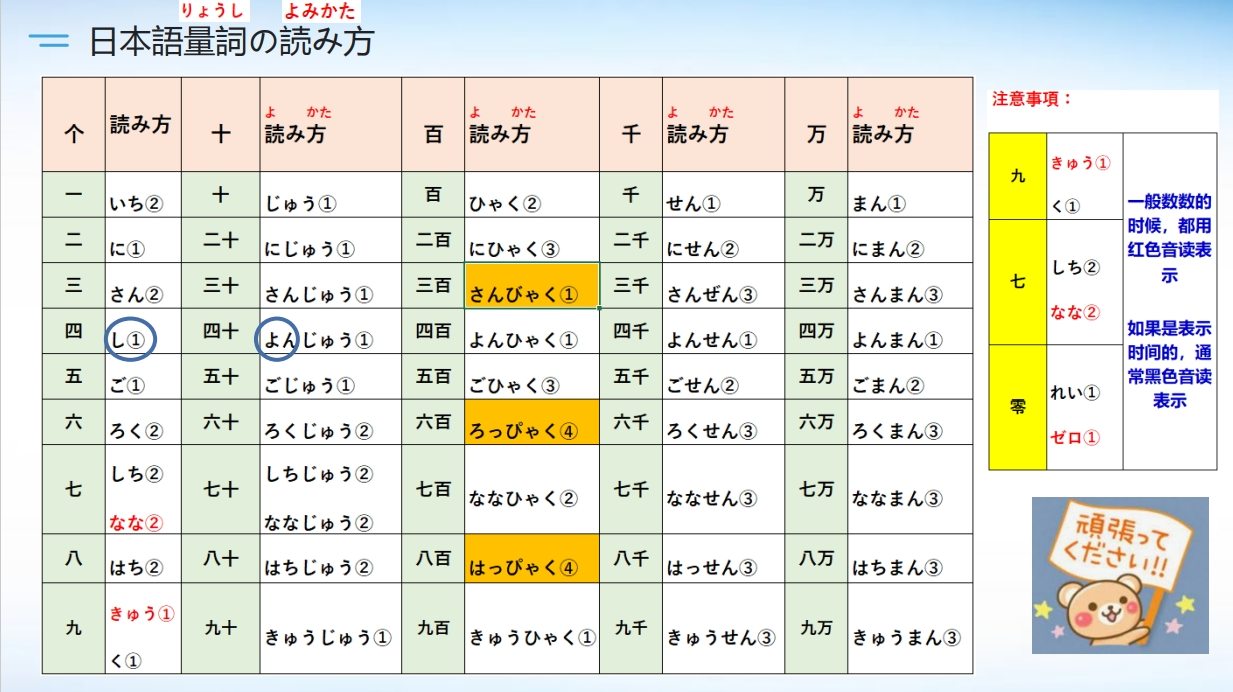 りょうし よみかた
日本語量詞の読み方
个 読み方 十 読み方 百 読み方 千 読み方 万 読み方
よ かた よ かた よ かた よ かた
一 いち② 十 じゅう① 百 ひゃく② 千 せん① 万 まん①
二 に① 二十 にじゅう① 二百 にひゃく③ 二千 にせん② 二万 にまん②
三 さん② 三十 さんじゅう① 三百 さんびゃく① 三千 さんぜん③ 三万 さんまん③
四 し① 四十 よんじゅう① 四百 よんひゃく① 四千 よんせん① 四万 よんまん①
五 ご① 五十 ごじゅう① 五百 ごひゃく③ 五千 ごせん② 五万 ごまん②
六 ろく② 六十 ろくじゅう② 六百 ろっぴゃく④ 六千 ろくせん③ 六万 ろくまん③
七 しち② なな② 七十 しちじゅう② ななじゅう② 七百 ななひゃく② 七千 ななせん③ 七万 ななまん③
八 はち② 八十 はちじゅう② 八百 はっぴゃく④ 八千 はっせん③ 八万 はちまん③
九 きゅう① く① 九十 きゅうじゅう① 九百 きゅうひゃく① 九千 きゅうせん③ 九万 きゅうまん③
注意事項：
九 きゅう①
く①
七 しち②
なな②
零 れい①
ゼロ①
一般数数的
时候，都用
红色音读表
示
如果是表示
时间的，通
常黑色音读
表示
頑張って
ください!!